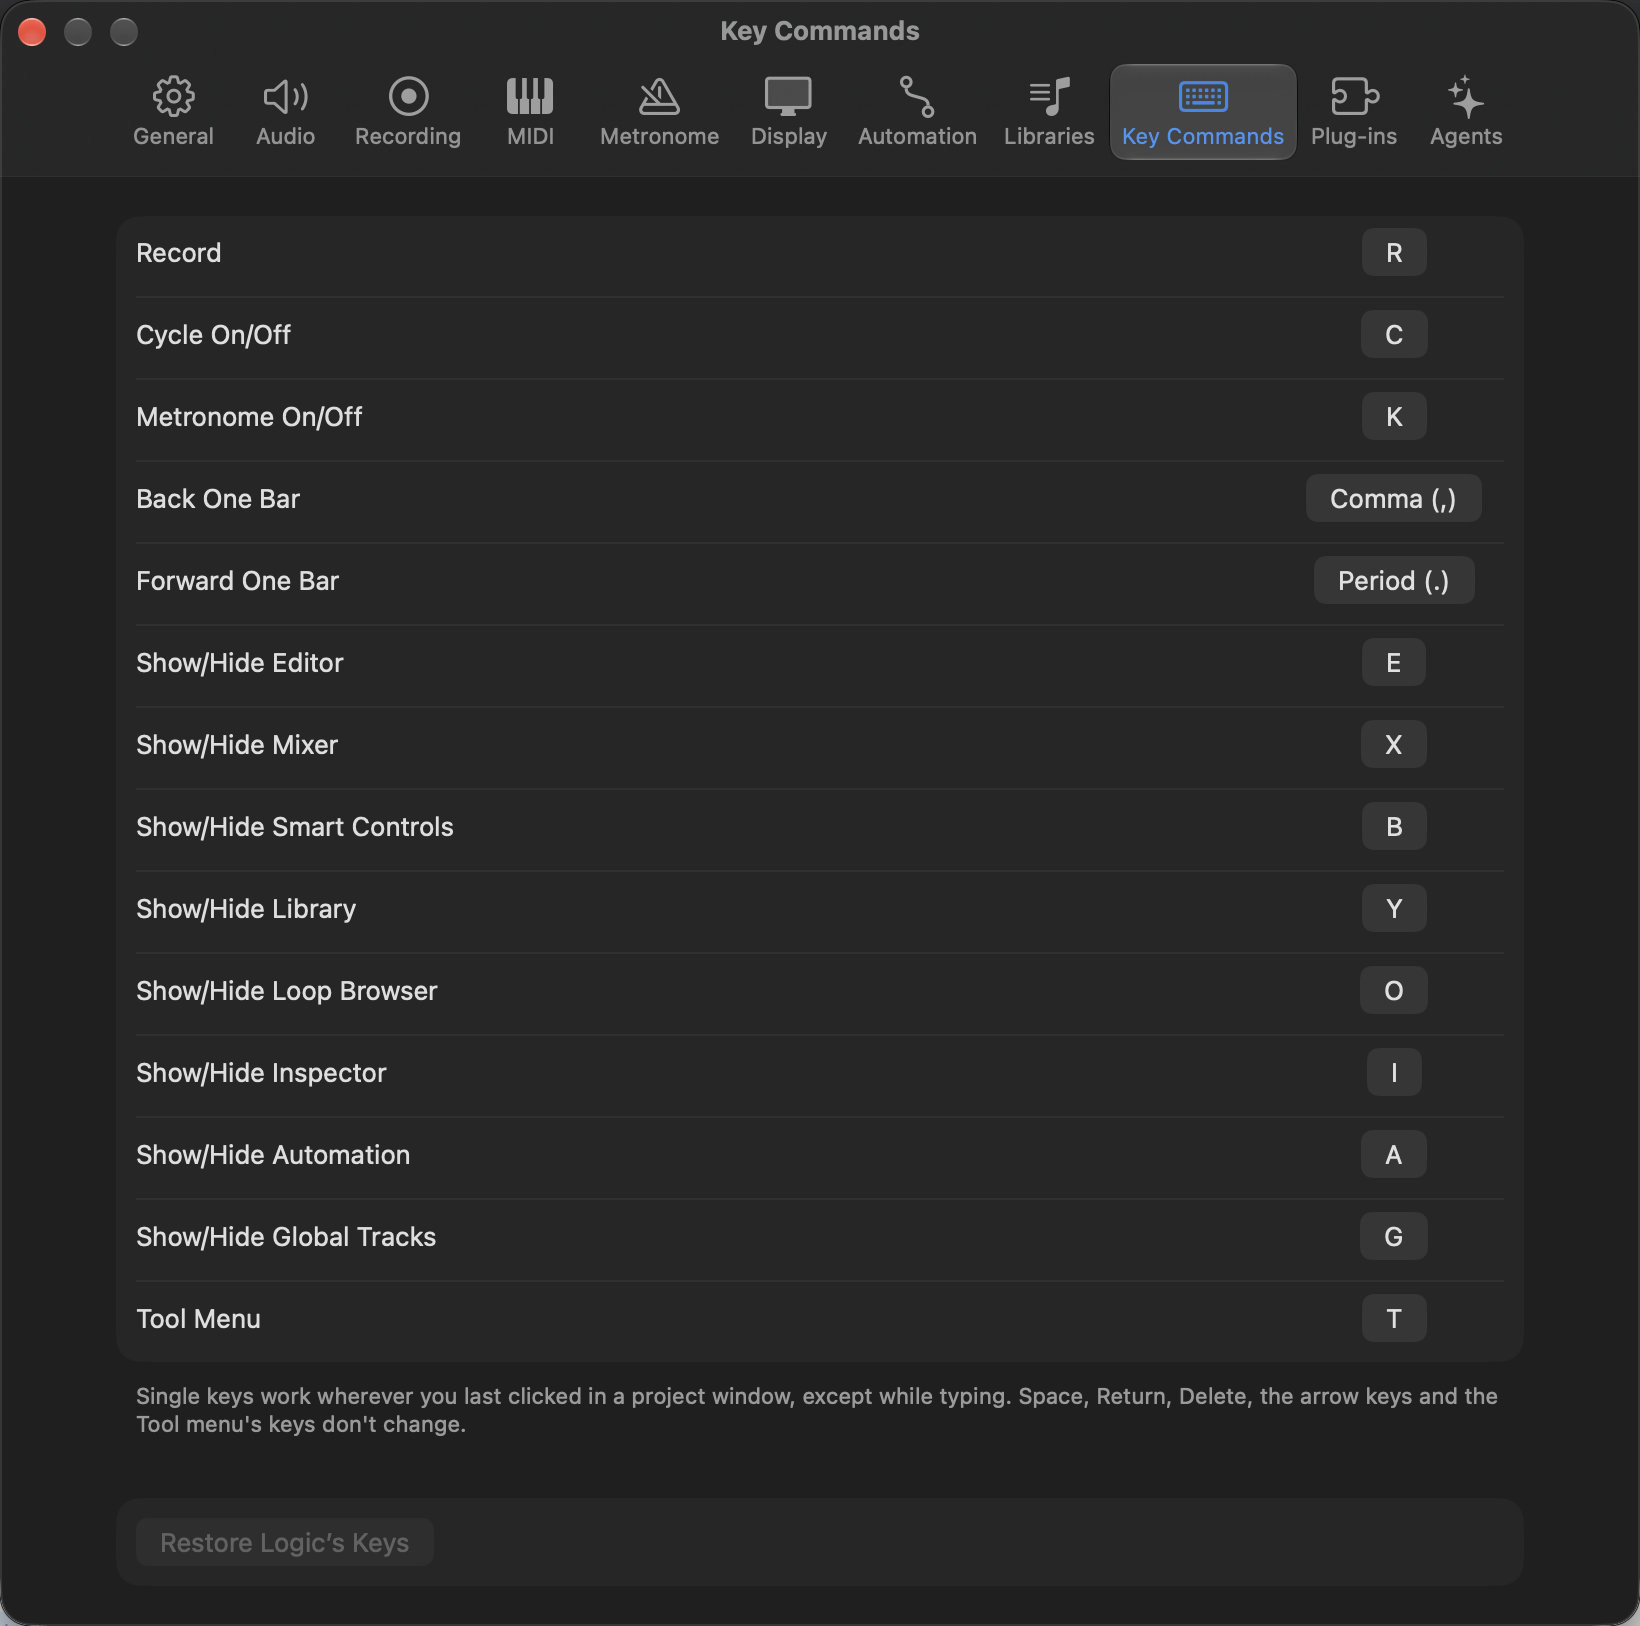 Key Commands
General
Audio
Recording
MIDI
Metronome
Display
Automation
Libraries
Key Commands
Plug-ins
Agents
Record R
Cycle On/Off C
Metronome On/Off K
Back One Bar Comma (,)
Forward One Bar Period (.)
Show/Hide Editor E
Show/Hide Mixer X
Show/Hide Smart Controls B
Show/Hide Library Y
Show/Hide Loop Browser O
Show/Hide Inspector I
Show/Hide Automation A
Show/Hide Global Tracks G
Tool Menu T
Single keys work wherever you last clicked in a project window, except while typing. Space, Return, Delete, the arrow keys and the
Tool menu's keys don't change.
Restore Logic’s Keys